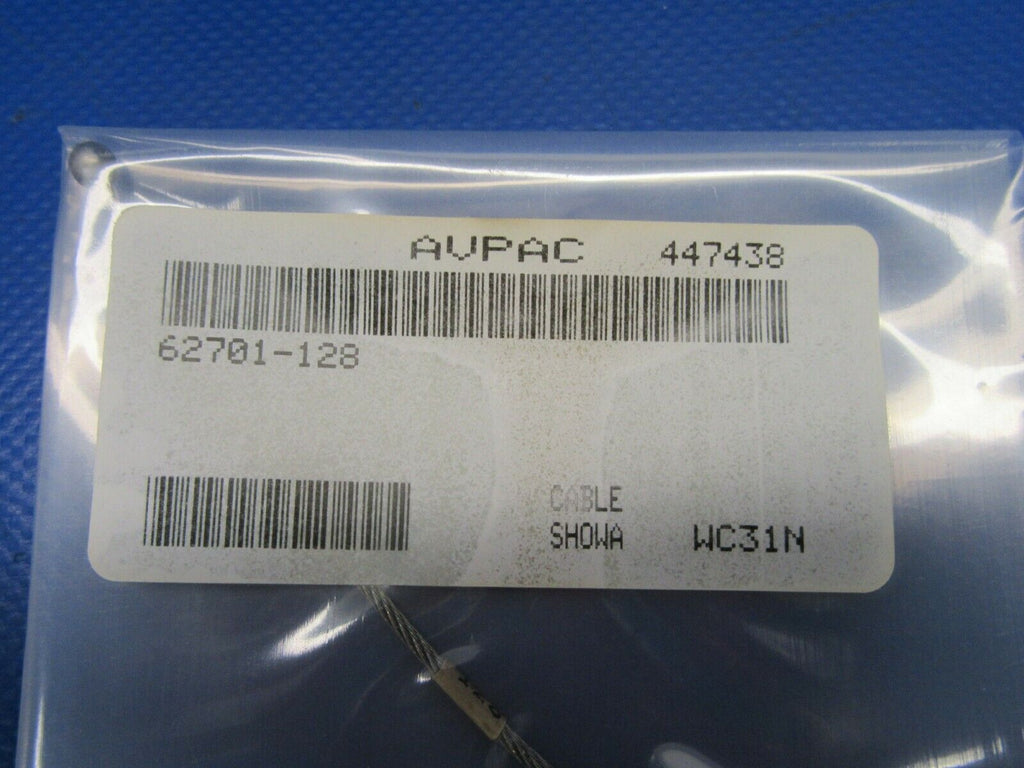 AVPAC 447438
62701-128
CABLE
SHOWA WC31N